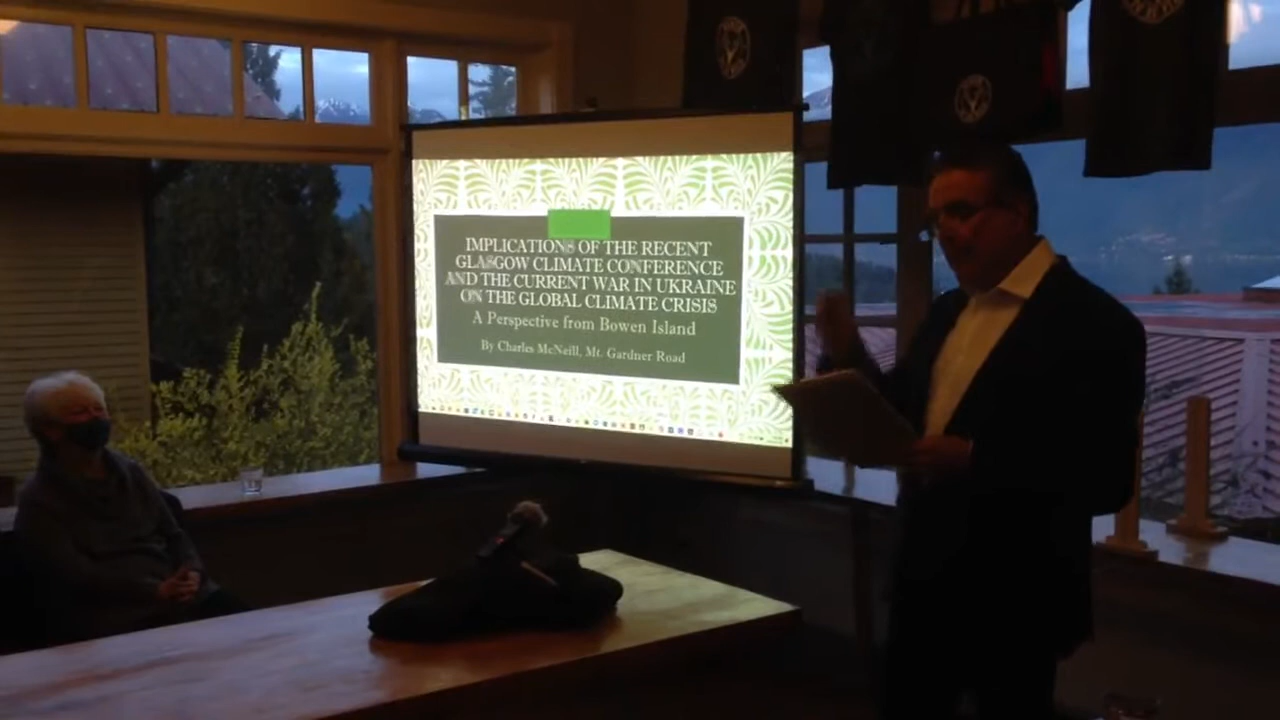 IMPLICATIONS OF THE RECENT
GLASGOW CLIMATE CONFERENCE
AND THE CURRENT WAR IN UKRAINE
ON THE GLOBAL CLIMATE CRISIS
A Perspective from Bowen Island
By Charles McNeill, Mt. Gardner Road